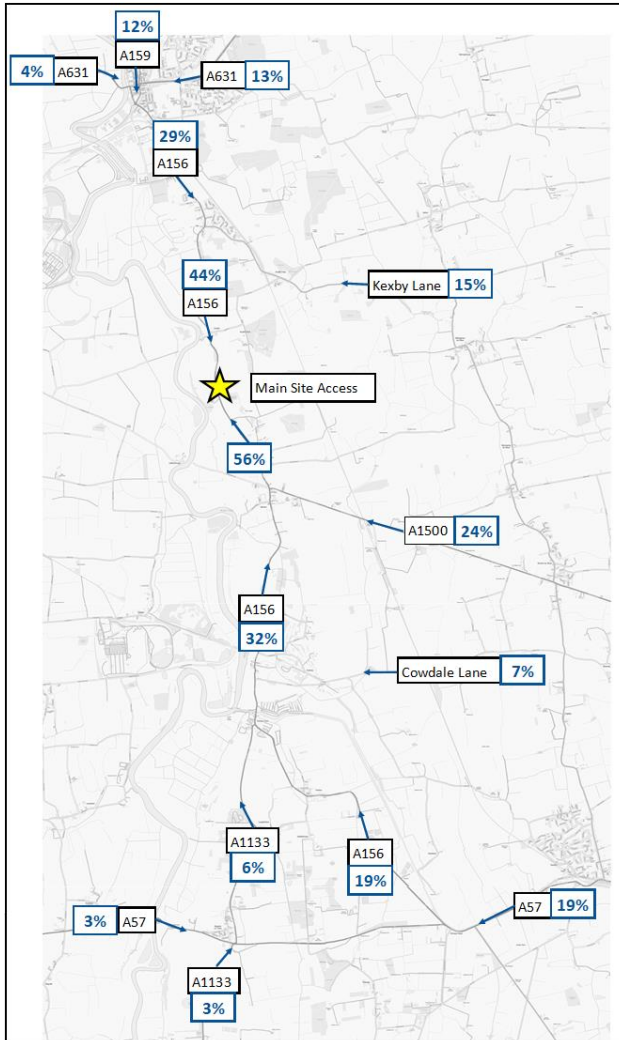 12%
A159
4% A631
A631 13%
29%
A156
44%
A156
Kexby Lane 15%
Main Site Access
56%
A1500 24%
A156
32%
Cowdale Lane 7%
A1133
6%
A156
19%
3% A57
A57 19%
A1133
3%